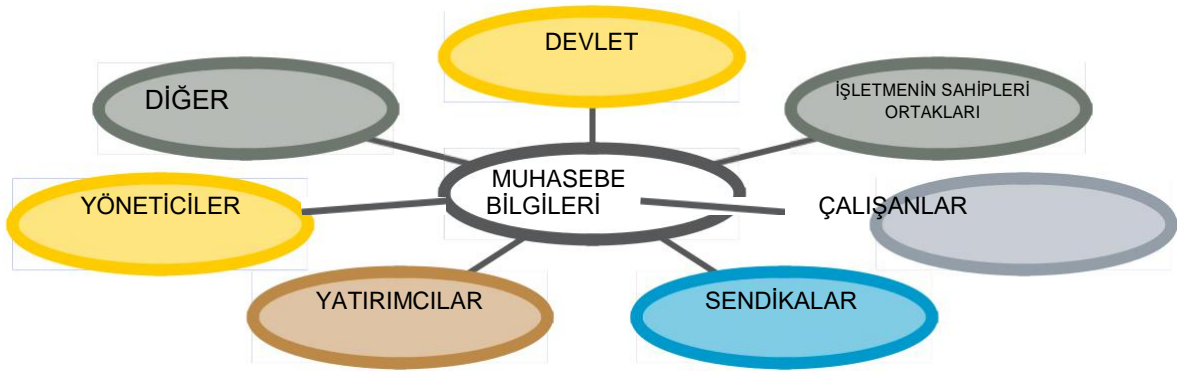 DEVLET
DİĞER
İŞLETMENİN SAHİPLERİ
ORTAKLARI
MUHASEBE
BİLGİLERİ
YÖNETİCİLER
ÇALIŞANLAR
YATIRIMCILAR
SENDİKALAR